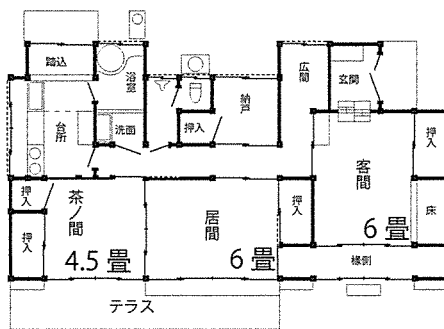 踏込
浴室
納戸
広間
玄関
台所
洗面
押入
押入
客間
6 畳
床
押入
茶ノ間
4.5 畳
押入
居間
6 畳
押入
縁側
テラス